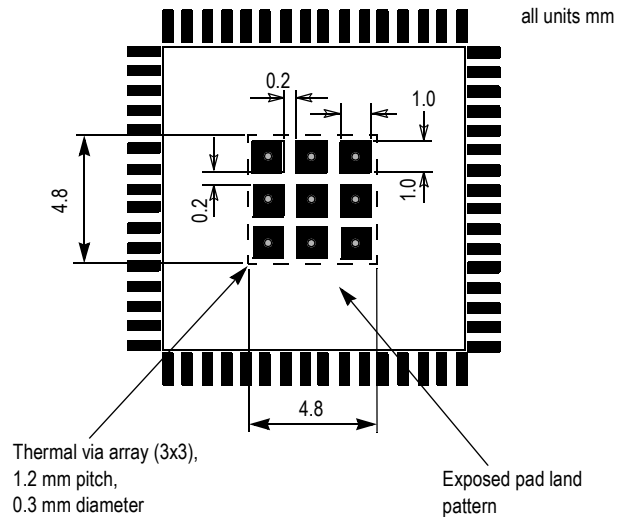 all units mm
0.2
1.0
4.8
0.2
1.0
4.8
Thermal via array (3x3),
1.2 mm pitch,
0.3 mm diameter
Exposed pad land
pattern